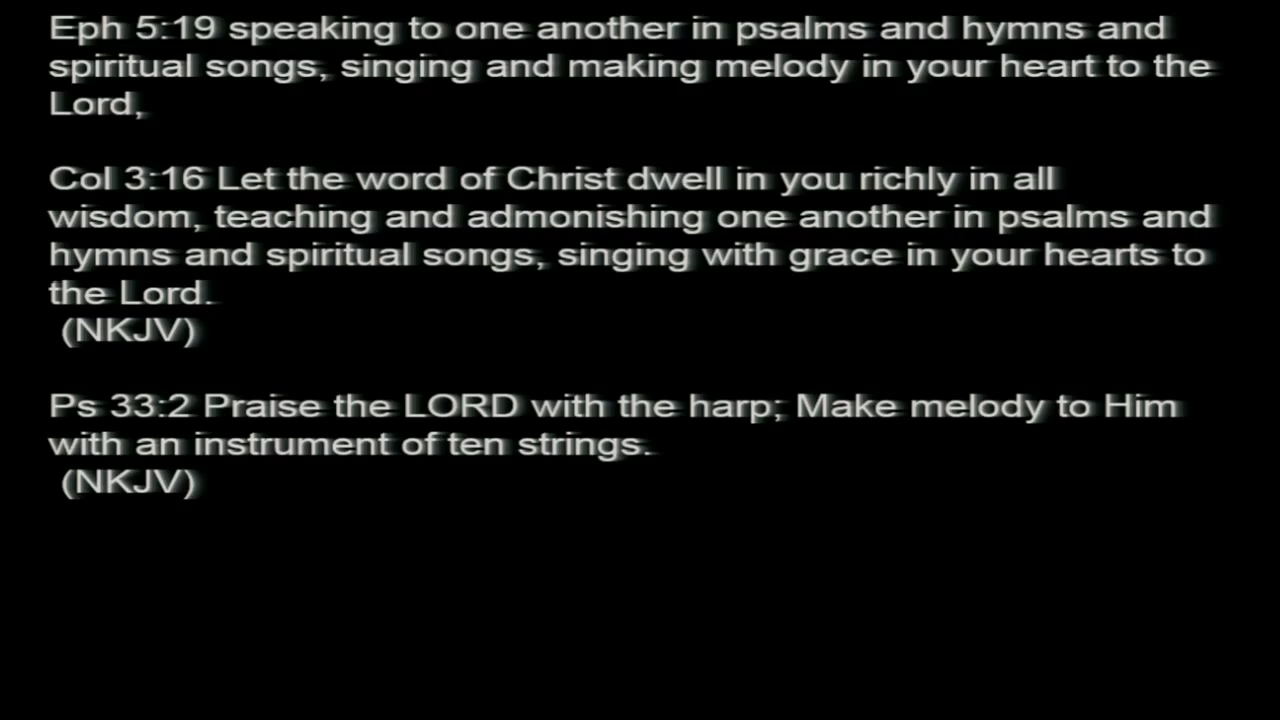 Eph 5:19 speaking to one another in psalms and hymns and
spiritual songs, singing and making melody in your heart to the
Lord,
Col 3:16 Let the word of Christ dwell in you richly in all
wisdom, teaching and admonishing one another in psalms and
hymns and spiritual songs, singing with grace in your hearts to
the Lord.
(NKJV)
Ps 33:2 Praise the LORD with the harp; Make melody to Him
with an instrument of ten strings.
(NKJV)